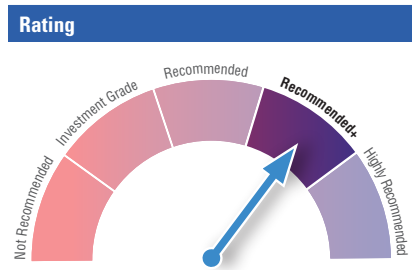 Rating
Not Recommended
Investment Grade
Recommended
Recommended+
Highly Recommended